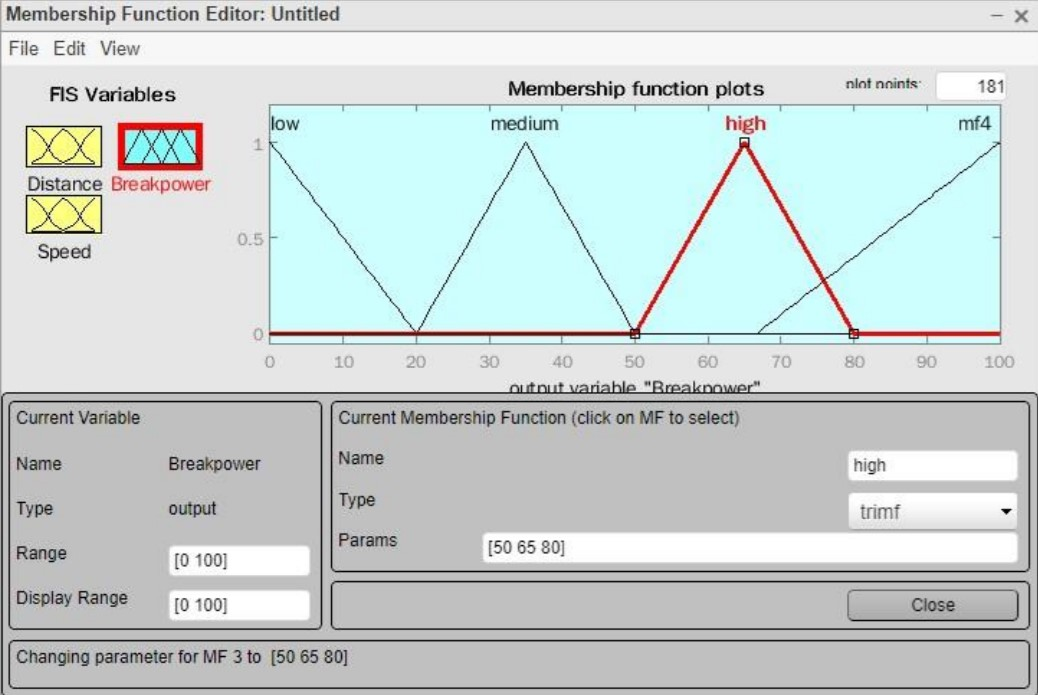 Membership Function Editor: Untitled
File Edit View
FIS Variables
Distance
Breakpower
Speed
Membership function plots
plot points:
181
low
medium
high
mf4
1
0.5
0
0 10 20 30 40 50 60 70 80 90 100
output variable "Breakpower"
Current Variable
Name Breakpower
Type output
Range [0 100]
Display Range [0 100]
Current Membership Function (click on MF to select)
Name high
Type trimf
Params [50 65 80]
Close
Changing parameter for MF 3 to [50 65 80]